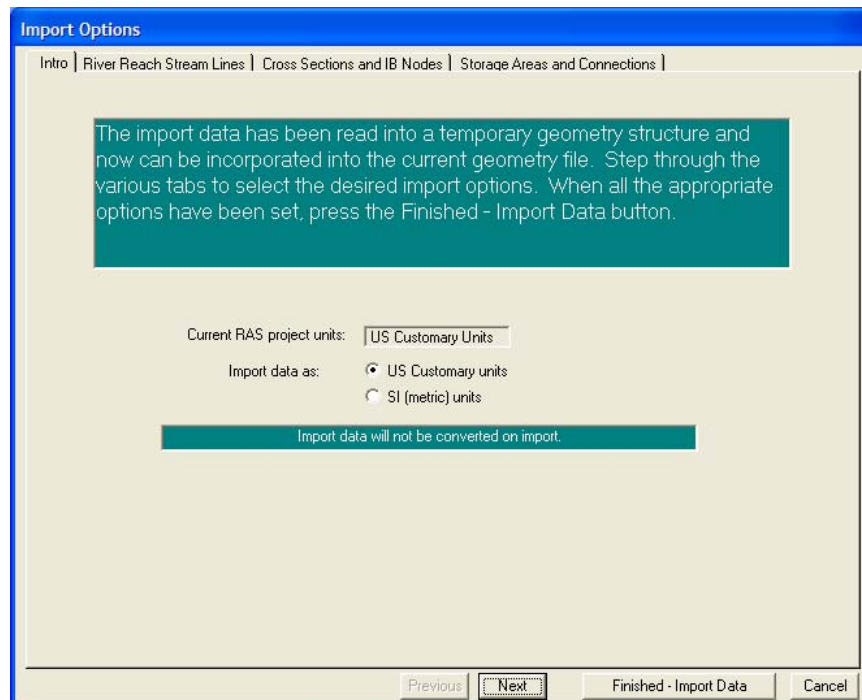 Import Options
Intro River Reach Stream Lines Cross Sections and IB Nodes Storage Areas and Connections
The import data has been read into a temporary geometry structure and
now can be incorporated into the current geometry file. Step through the
various tabs to select the desired import options. When all the appropriate
options have been set, press the Finished - Import Data button.
Current RAS project units: US Customary Units
Import data as: US Customary units
SI (metric) units
Import data will not be converted on import.
Previous Next Finished - Import Data Cancel